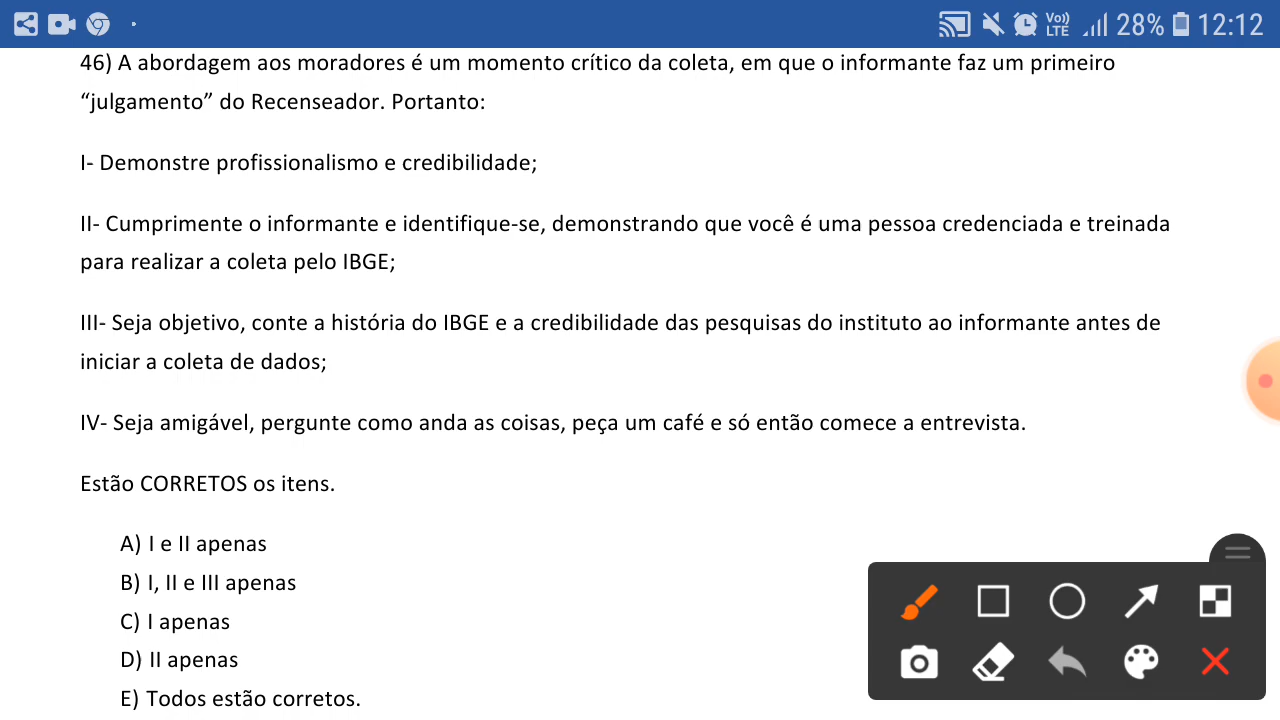 Vo))
LTE
28%
12:12
46) A abordagem aos moradores é um momento crítico da coleta, em que o informante faz um primeiro
“julgamento” do Recenseador. Portanto:
I- Demonstre profissionalismo e credibilidade;
II- Cumprimente o informante e identifique-se, demonstrando que você é uma pessoa credenciada e treinada
para realizar a coleta pelo IBGE;
III- Seja objetivo, conte a história do IBGE e a credibilidade das pesquisas do instituto ao informante antes de
iniciar a coleta de dados;
IV- Seja amigável, pergunte como anda as coisas, peça um café e só então comece a entrevista.
Estão CORRETOS os itens.
A) I e II apenas
B) I, II e III apenas
C) I apenas
D) II apenas
E) Todos estão corretos.